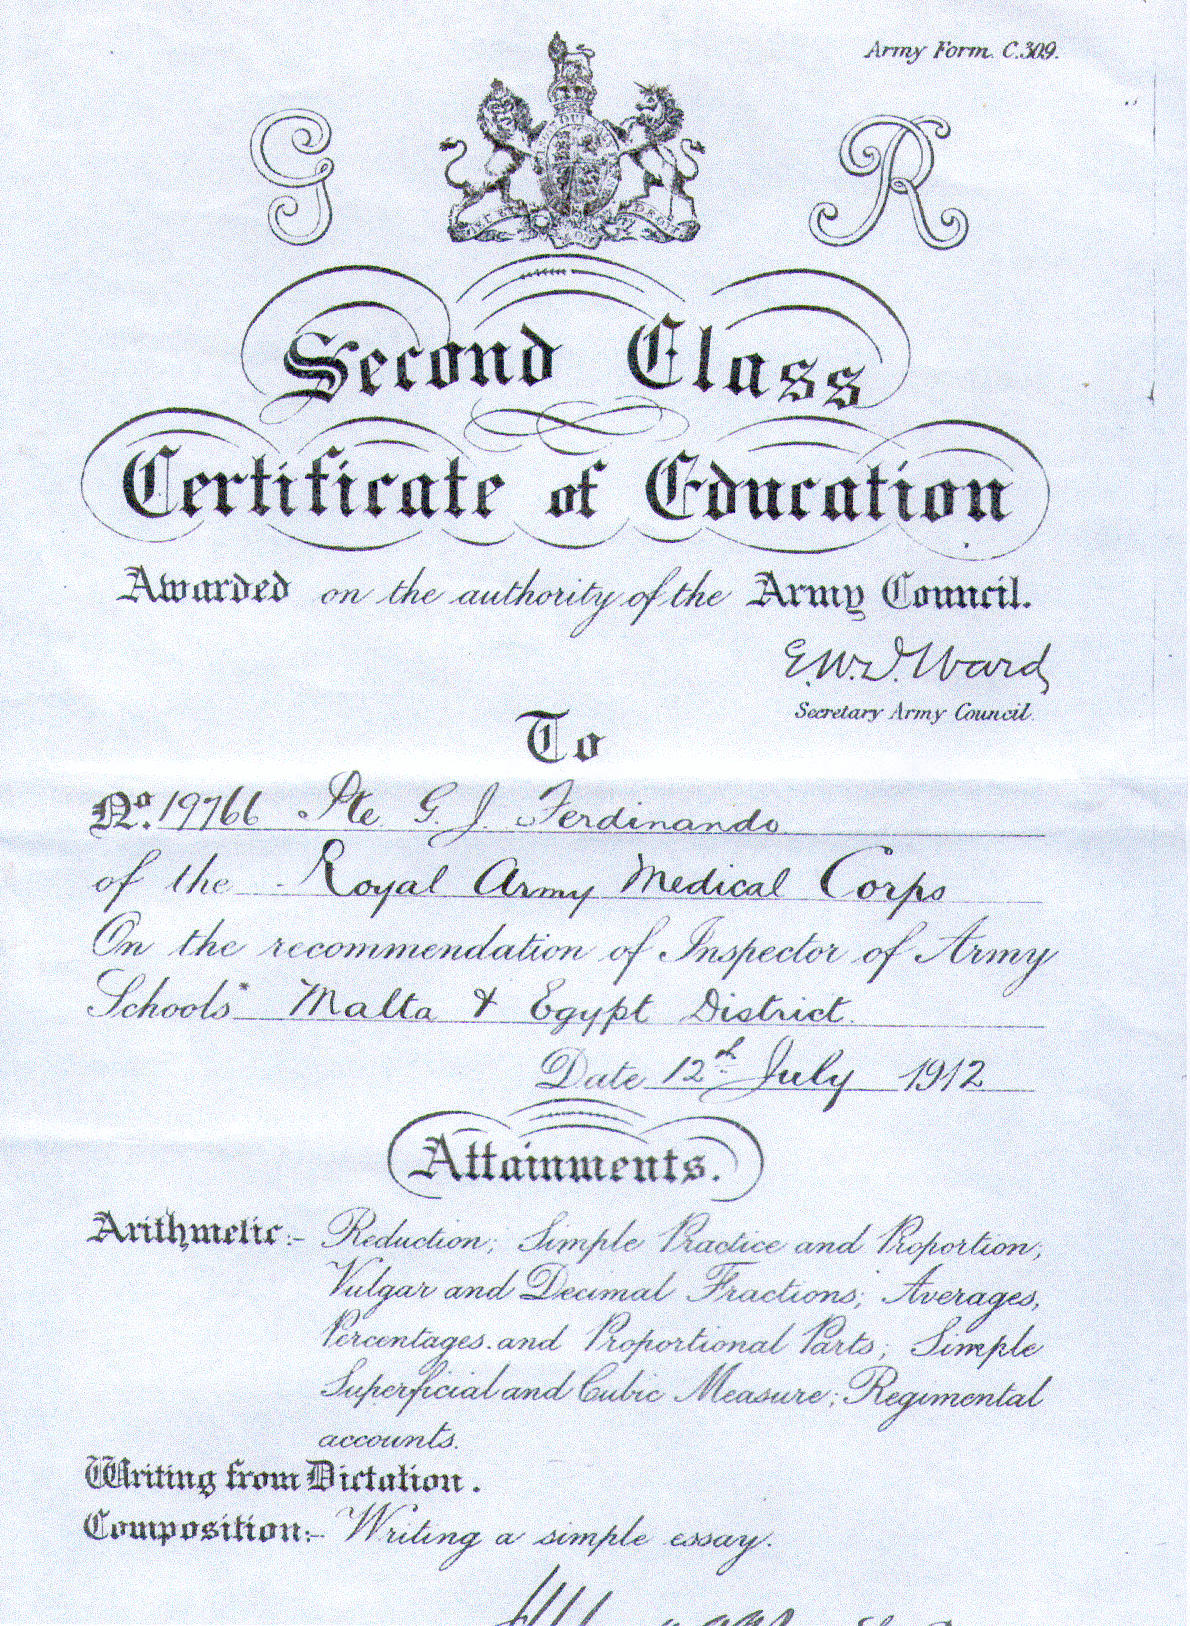 Army Form. C.309.
G R
Second Class
Certificate of Education
Awarded on the authority of the Army Council.
E.W.D. Ward
Secretary Army Council.
To
No. 19766 Pte G. J. Ferdinando
of the Royal Army Medical Corps
On the recommendation of Inspector of Army
Schools Malta & Egypt District.
Date 12th July 1912
Attainments.
Arithmetic:- Reduction; Simple Practice and Proportion;
Vulgar and Decimal Fractions; Averages,
Percentages and Proportional Parts; Simple
Superficial and Cubic Measure; Regimental
accounts.
Writing from Dictation.
Composition:- Writing a simple essay.